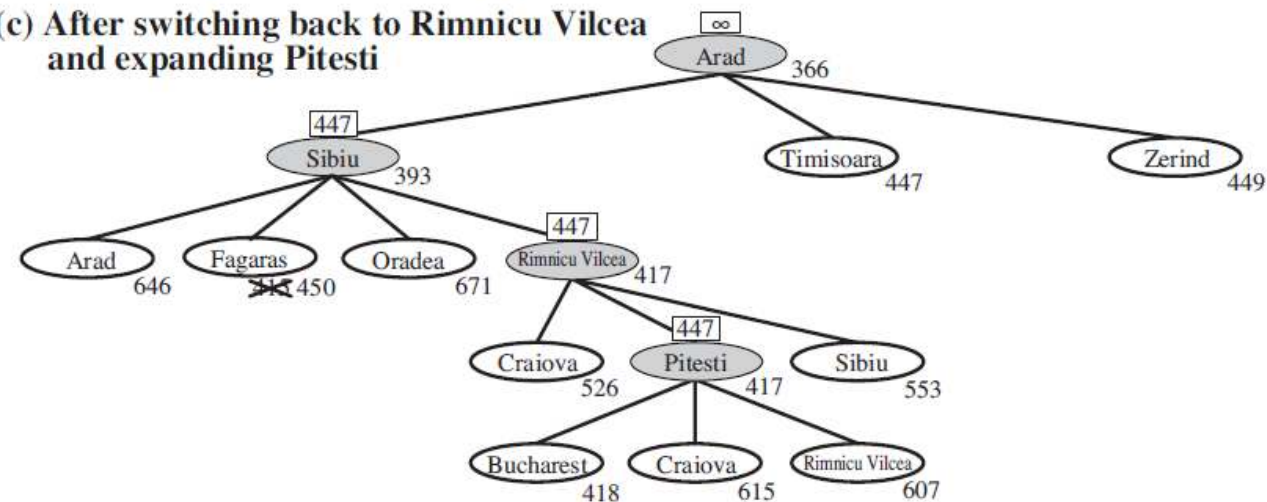 (c) After switching back to Rimnicu Vilcea
and expanding Pitesti
∞
Arad
366
447
Sibiu
393
Timisoara
447
Zerind
449
Arad
646
Fagaras
415 450
Oradea
671
447
Rimnicu Vilcea
417
Craiova
526
447
Pitesti
417
Sibiu
553
Bucharest
418
Craiova
615
Rimnicu Vilcea
607